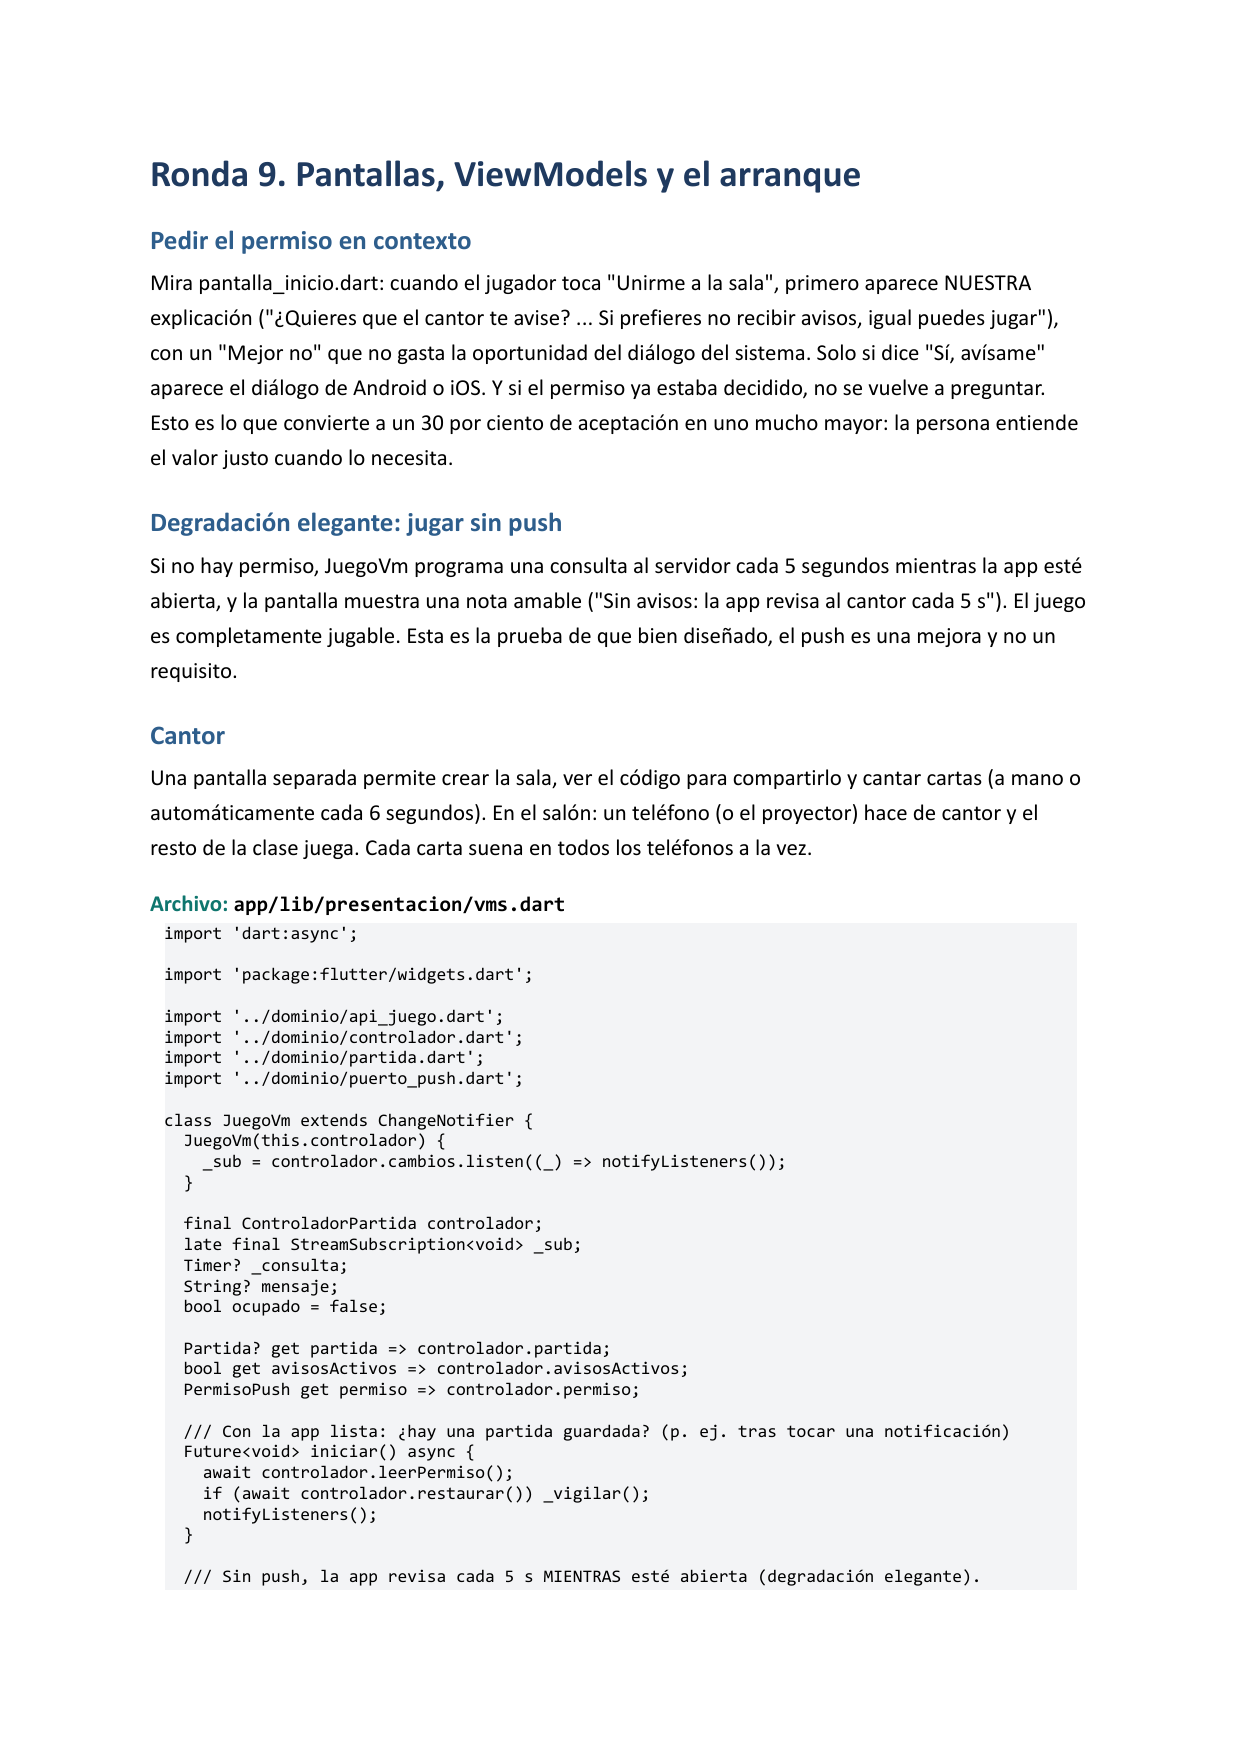 Ronda 9. Pantallas, ViewModels y el arranque
Pedir el permiso en contexto
Mira pantalla_inicio.dart: cuando el jugador toca "Unirme a la sala", primero aparece NUESTRA
explicación ("¿Quieres que el cantor te avise? ... Si prefieres no recibir avisos, igual puedes jugar"),
con un "Mejor no" que no gasta la oportunidad del diálogo del sistema. Solo si dice "Sí, avísame"
aparece el diálogo de Android o iOS. Y si el permiso ya estaba decidido, no se vuelve a preguntar.
Esto es lo que convierte a un 30 por ciento de aceptación en uno mucho mayor: la persona entiende
el valor justo cuando lo necesita.
Degradación elegante: jugar sin push
Si no hay permiso, JuegoVm programa una consulta al servidor cada 5 segundos mientras la app esté
abierta, y la pantalla muestra una nota amable ("Sin avisos: la app revisa al cantor cada 5 s"). El juego
es completamente jugable. Esta es la prueba de que bien diseñado, el push es una mejora y no un
requisito.
Cantor
Una pantalla separada permite crear la sala, ver el código para compartirlo y cantar cartas (a mano o
automáticamente cada 6 segundos). En el salón: un teléfono (o el proyector) hace de cantor y el
resto de la clase juega. Cada carta suena en todos los teléfonos a la vez.
Archivo: app/lib/presentacion/vms.dart
import 'dart:async';
import 'package:flutter/widgets.dart';
import '../dominio/api_juego.dart';
import '../dominio/controlador.dart';
import '../dominio/partida.dart';
import '../dominio/puerto_push.dart';
class JuegoVm extends ChangeNotifier {
  JuegoVm(this.controlador) {
    _sub = controlador.cambios.listen((_) => notifyListeners());
  }
  final ControladorPartida controlador;
  late final StreamSubscription<void> _sub;
  Timer? _consulta;
  String? mensaje;
  bool ocupado = false;
  Partida? get partida => controlador.partida;
  bool get avisosActivos => controlador.avisosActivos;
  PermisoPush get permiso => controlador.permiso;
  /// Con la app lista: ¿hay una partida guardada? (p. ej. tras tocar una notificación)
  Future<void> iniciar() async {
    await controlador.leerPermiso();
    if (await controlador.restaurar()) _vigilar();
    notifyListeners();
  }
  /// Sin push, la app revisa cada 5 s MIENTRAS esté abierta (degradación elegante).